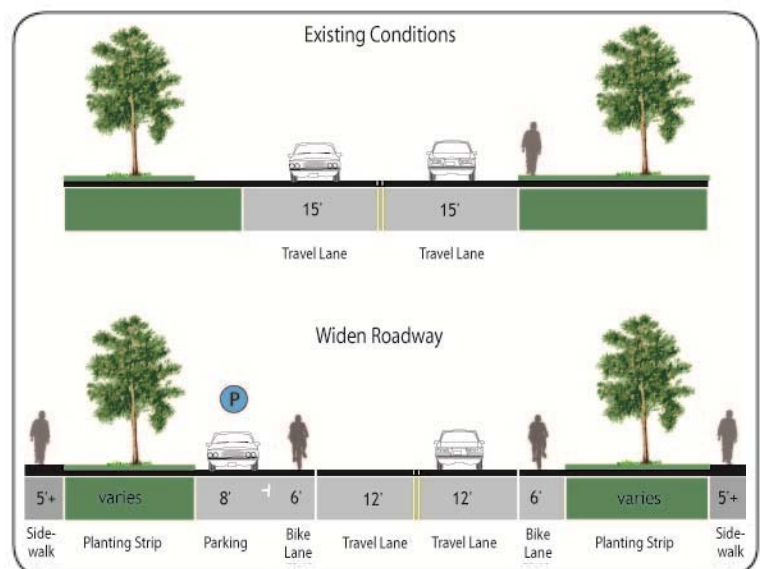 Existing Conditions
15' 15'
Travel Lane Travel Lane
Widen Roadway
P
5'+ varies 8' 6' 12' 12' 6' varies 5'+
Side- Bike Bike Side-
walk Planting Strip Parking Lane Travel Lane Travel Lane Lane Planting Strip walk